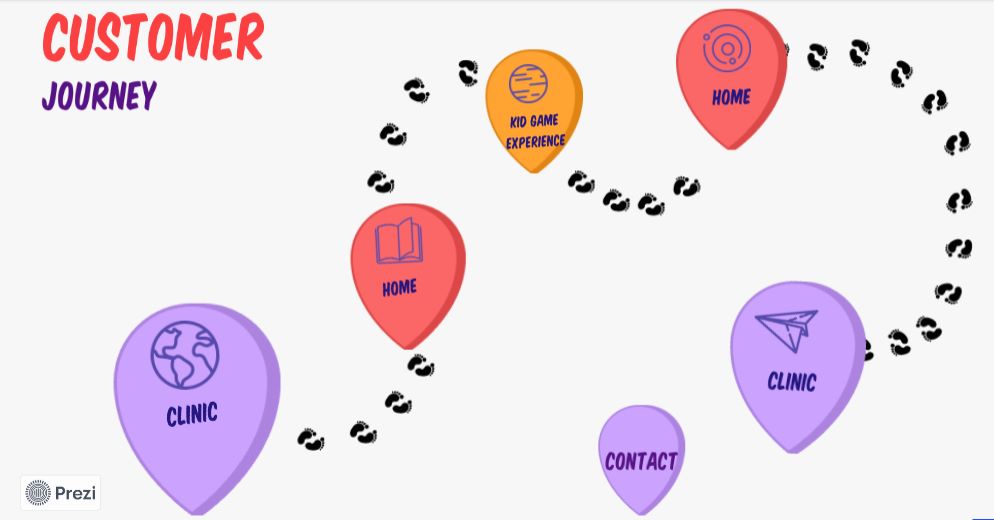 CUSTOMER
JOURNEY
KID GAME
EXPERIENCE
HOME
HOME
CLINIC
CLINIC
CONTACT
Prezi